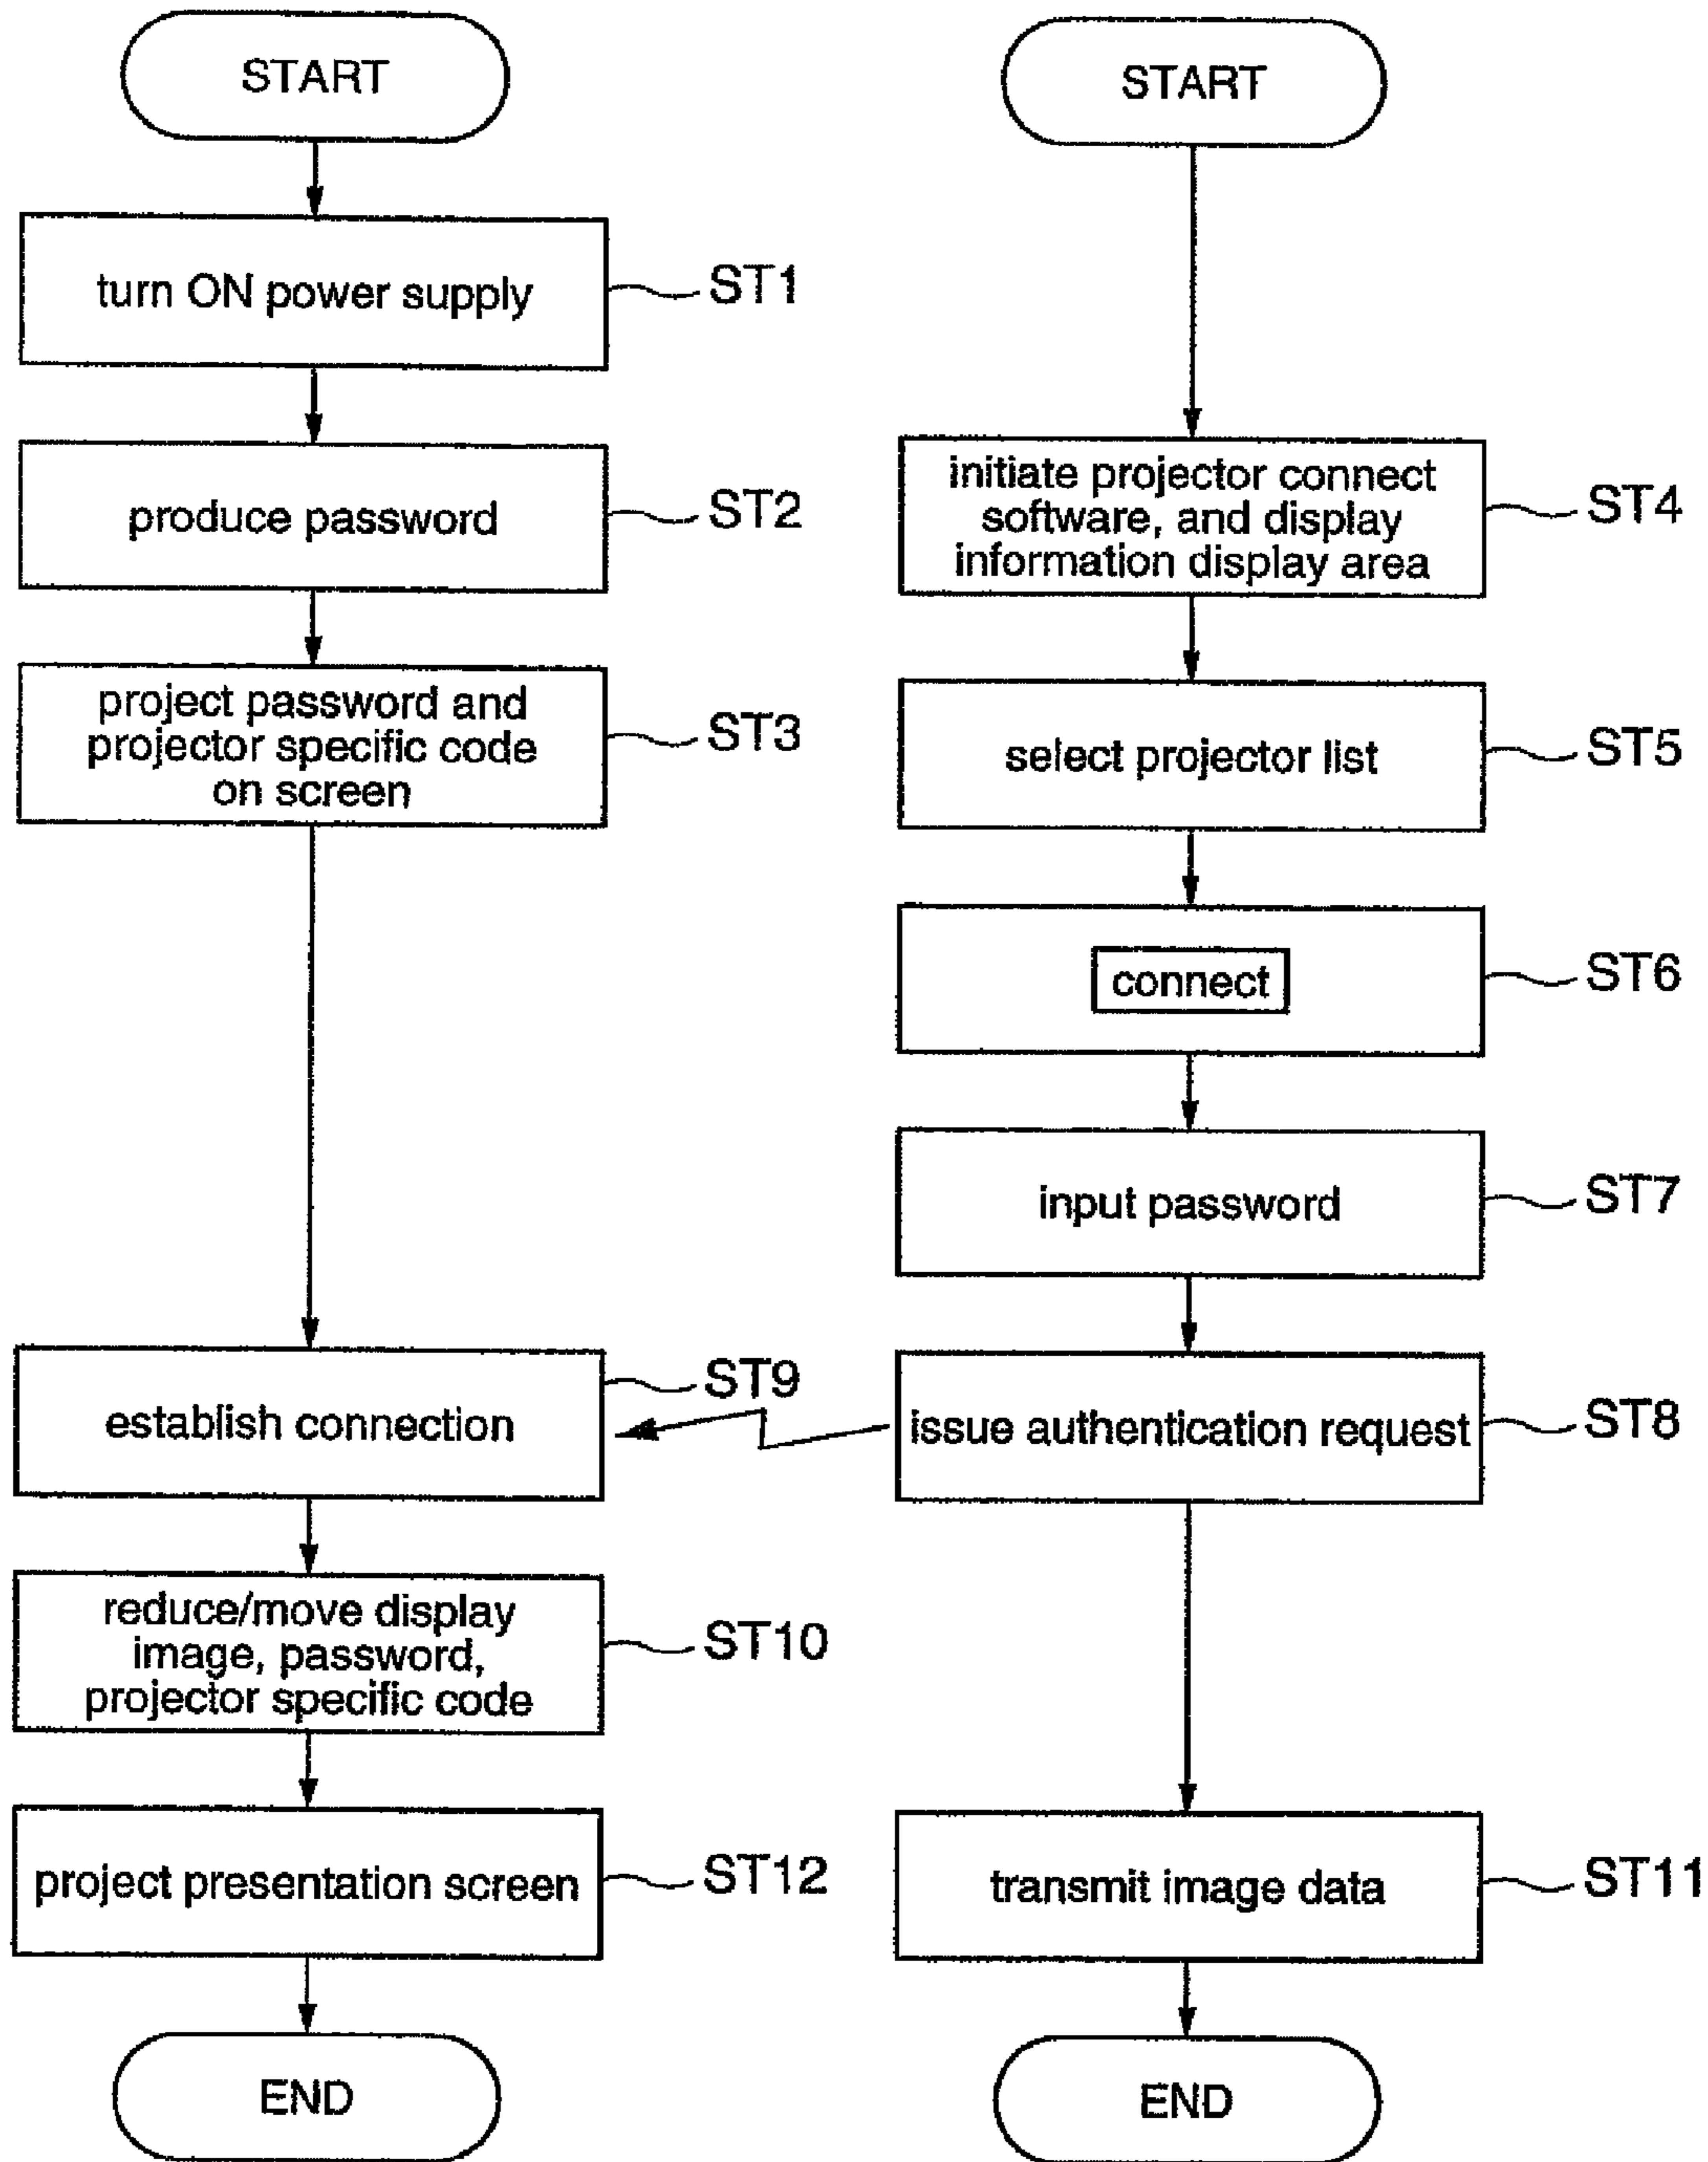 START
turn ON power supply
ST1
produce password
ST2
project password and
projector specific code
on screen
ST3
establish connection
ST9
reduce/move display
image, password,
projector specific code
ST10
project presentation screen
ST12
END
START
initiate projector connect
software, and display
information display area
ST4
select projector list
ST5
connect
ST6
input password
ST7
issue authentication request
ST8
transmit image data
ST11
END